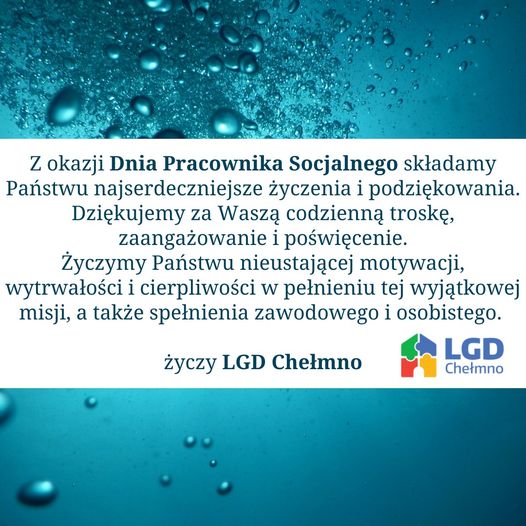 Z okazji Dnia Pracownika Socjalnego składamy
Państwu najserdeczniejsze życzenia i podziękowania.
Dziękujemy za Waszą codzienną troskę,
zaangażowanie i poświęcenie.
Życzymy Państwu nieustającej motywacji,
wytrwałości i cierpliwości w pełnieniu tej wyjątkowej
misji, a także spełnienia zawodowego i osobistego.
życzy LGD Chełmno
LGD
Chełmno